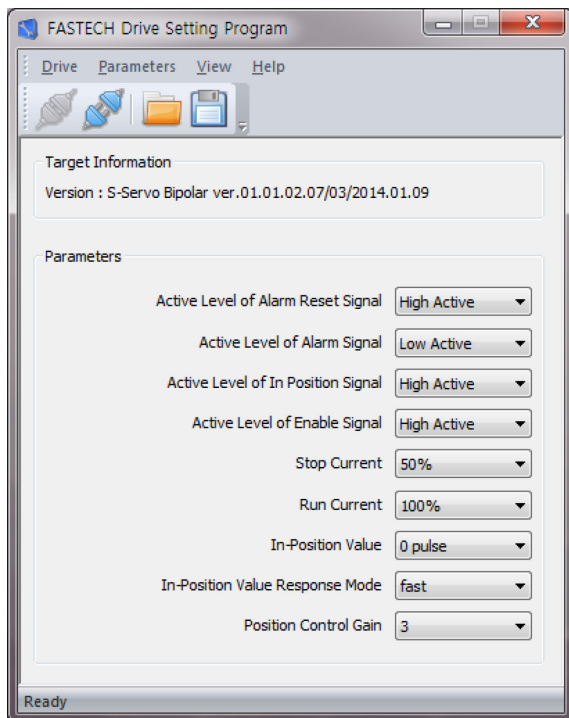 FASTECH Drive Setting Program
Drive Parameters View Help
Target Information
Version : S-Servo Bipolar ver.01.01.02.07/03/2014.01.09
Parameters
Active Level of Alarm Reset Signal High Active
Active Level of Alarm Signal Low Active
Active Level of In Position Signal High Active
Active Level of Enable Signal High Active
Stop Current 50%
Run Current 100%
In-Position Value 0 pulse
In-Position Value Response Mode fast
Position Control Gain 3
Ready